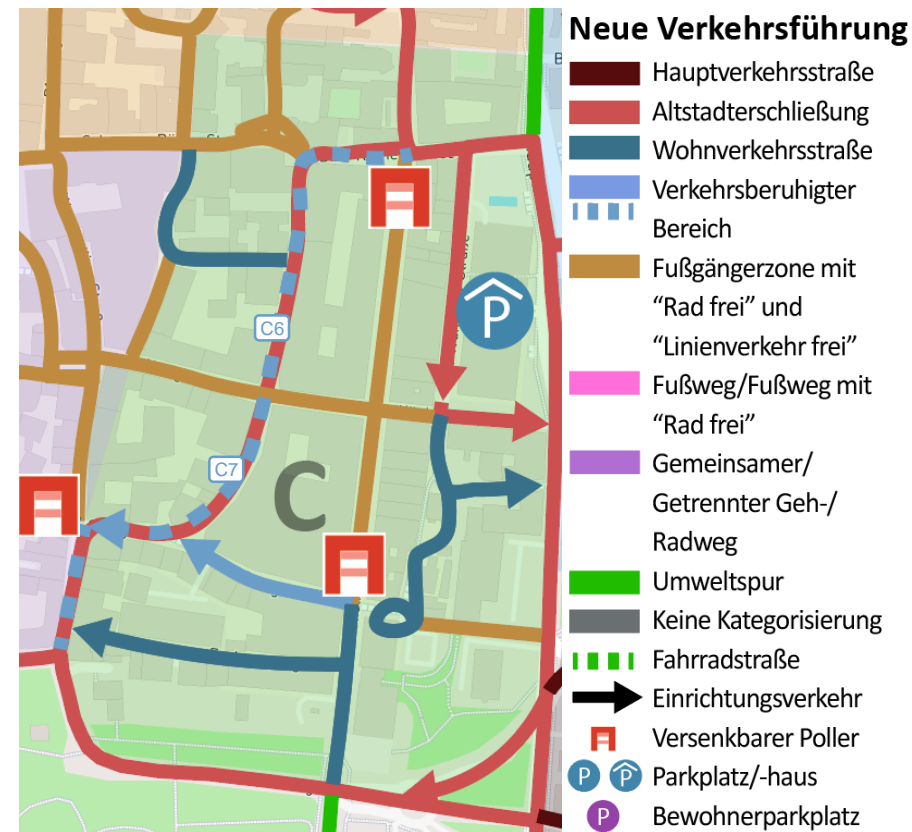 C6
C7
C
P
Neue Verkehrsführung
Hauptverkehrsstraße
Altstadterschließung
Wohnverkehrsstraße
Verkehrsberuhigter
Bereich
Fußgängerzone mit
“Rad frei” und
“Linienverkehr frei”
Fußweg/Fußweg mit
“Rad frei”
Gemeinsamer/
Getrennter Geh-/
Radweg
Umweltspur
Keine Kategorisierung
Fahrradstraße
Einrichtungsverkehr
Versenkbarer Poller
P P Parkplatz/-haus
P Bewohnerparkplatz